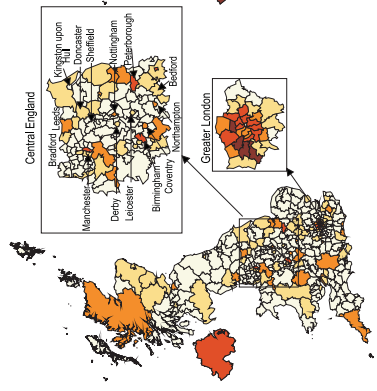 Central England
Bradford
Leeds
Kingston upon
Hull
Doncaster
Sheffield
Nottingham
Peterborough
Manchester
Derby
Leicester
Birmingham
Coventry
Northampton
Bedford
Greater London